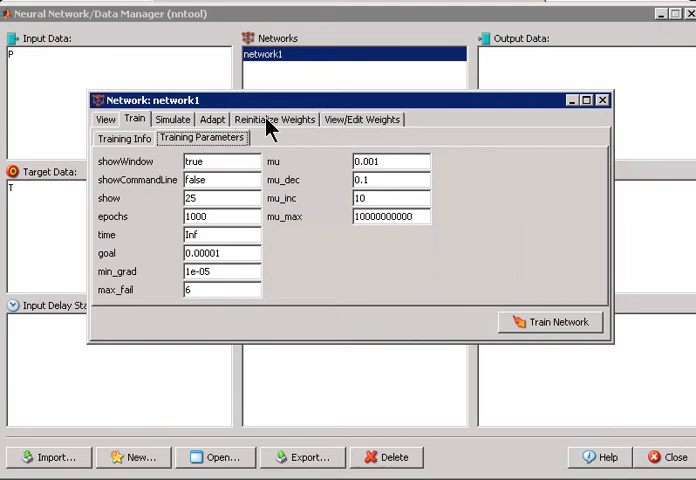 Neural Network/Data Manager (nntool)
Input Data:
P
Networks
network1
Output Data:
Target Data:
T
Input Delay Sta
Network: network1
View Train Simulate Adapt Reinitialize Weights View/Edit Weights
Training Info Training Parameters
showWindow true mu 0.001
showCommandLine false mu_dec 0.1
show 25 mu_inc 10
epochs 1000 mu_max 10000000000
time Inf
goal 0.00001
min_grad 1e-05
max_fail 6
Train Network
Import... New... Open... Export... Delete Help Close